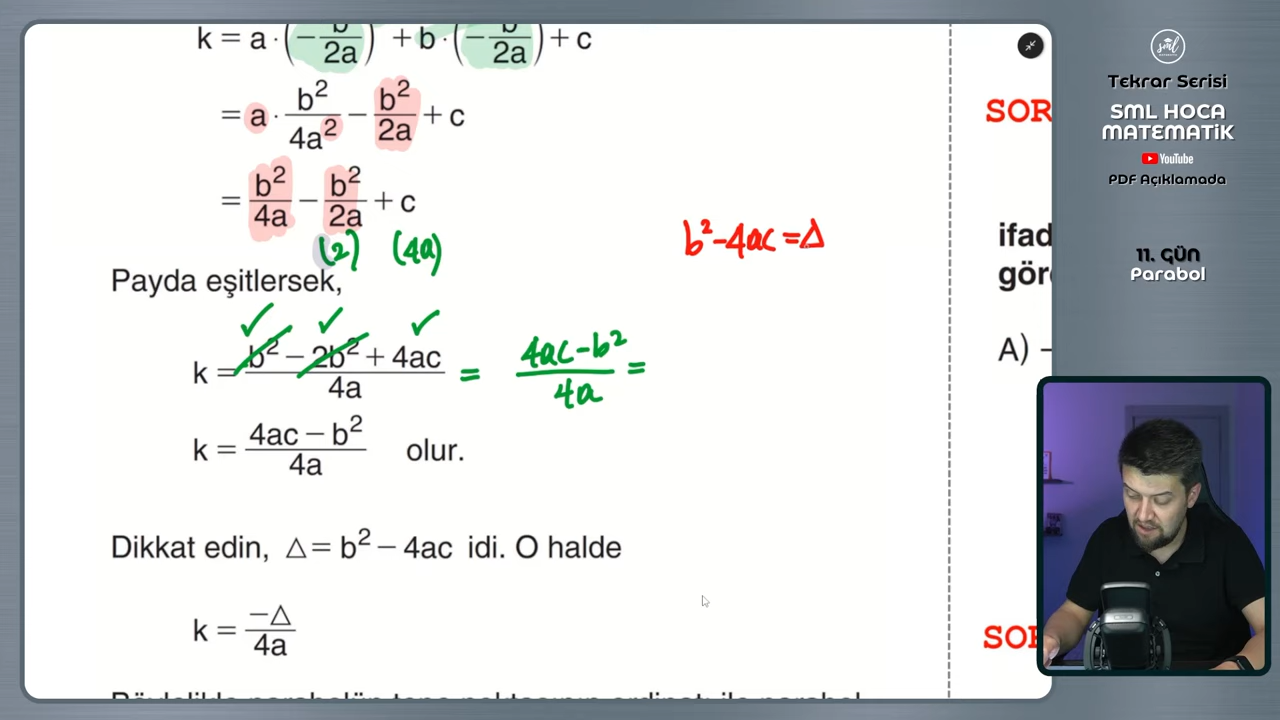 k = a · (− b/2a) + b · (− b/2a) + c
= a · b²/4a² − b²/2a + c
= b²/4a − b²/2a + c
(2) (4a)
Payda eşitlersek,
k = b² − 2b² + 4ac / 4a = 4ac − b² / 4a =
k = 4ac − b² / 4a olur.
Dikkat edin, Δ = b² − 4ac idi. O halde
k = −Δ / 4a
b² − 4ac = Δ
SOR
ifad
gör
A) −
SOR
sml
Tekrar Serisi
SML HOCA
MATEMATİK
YouTube
PDF Açıklamada
11. GÜN
Parabol